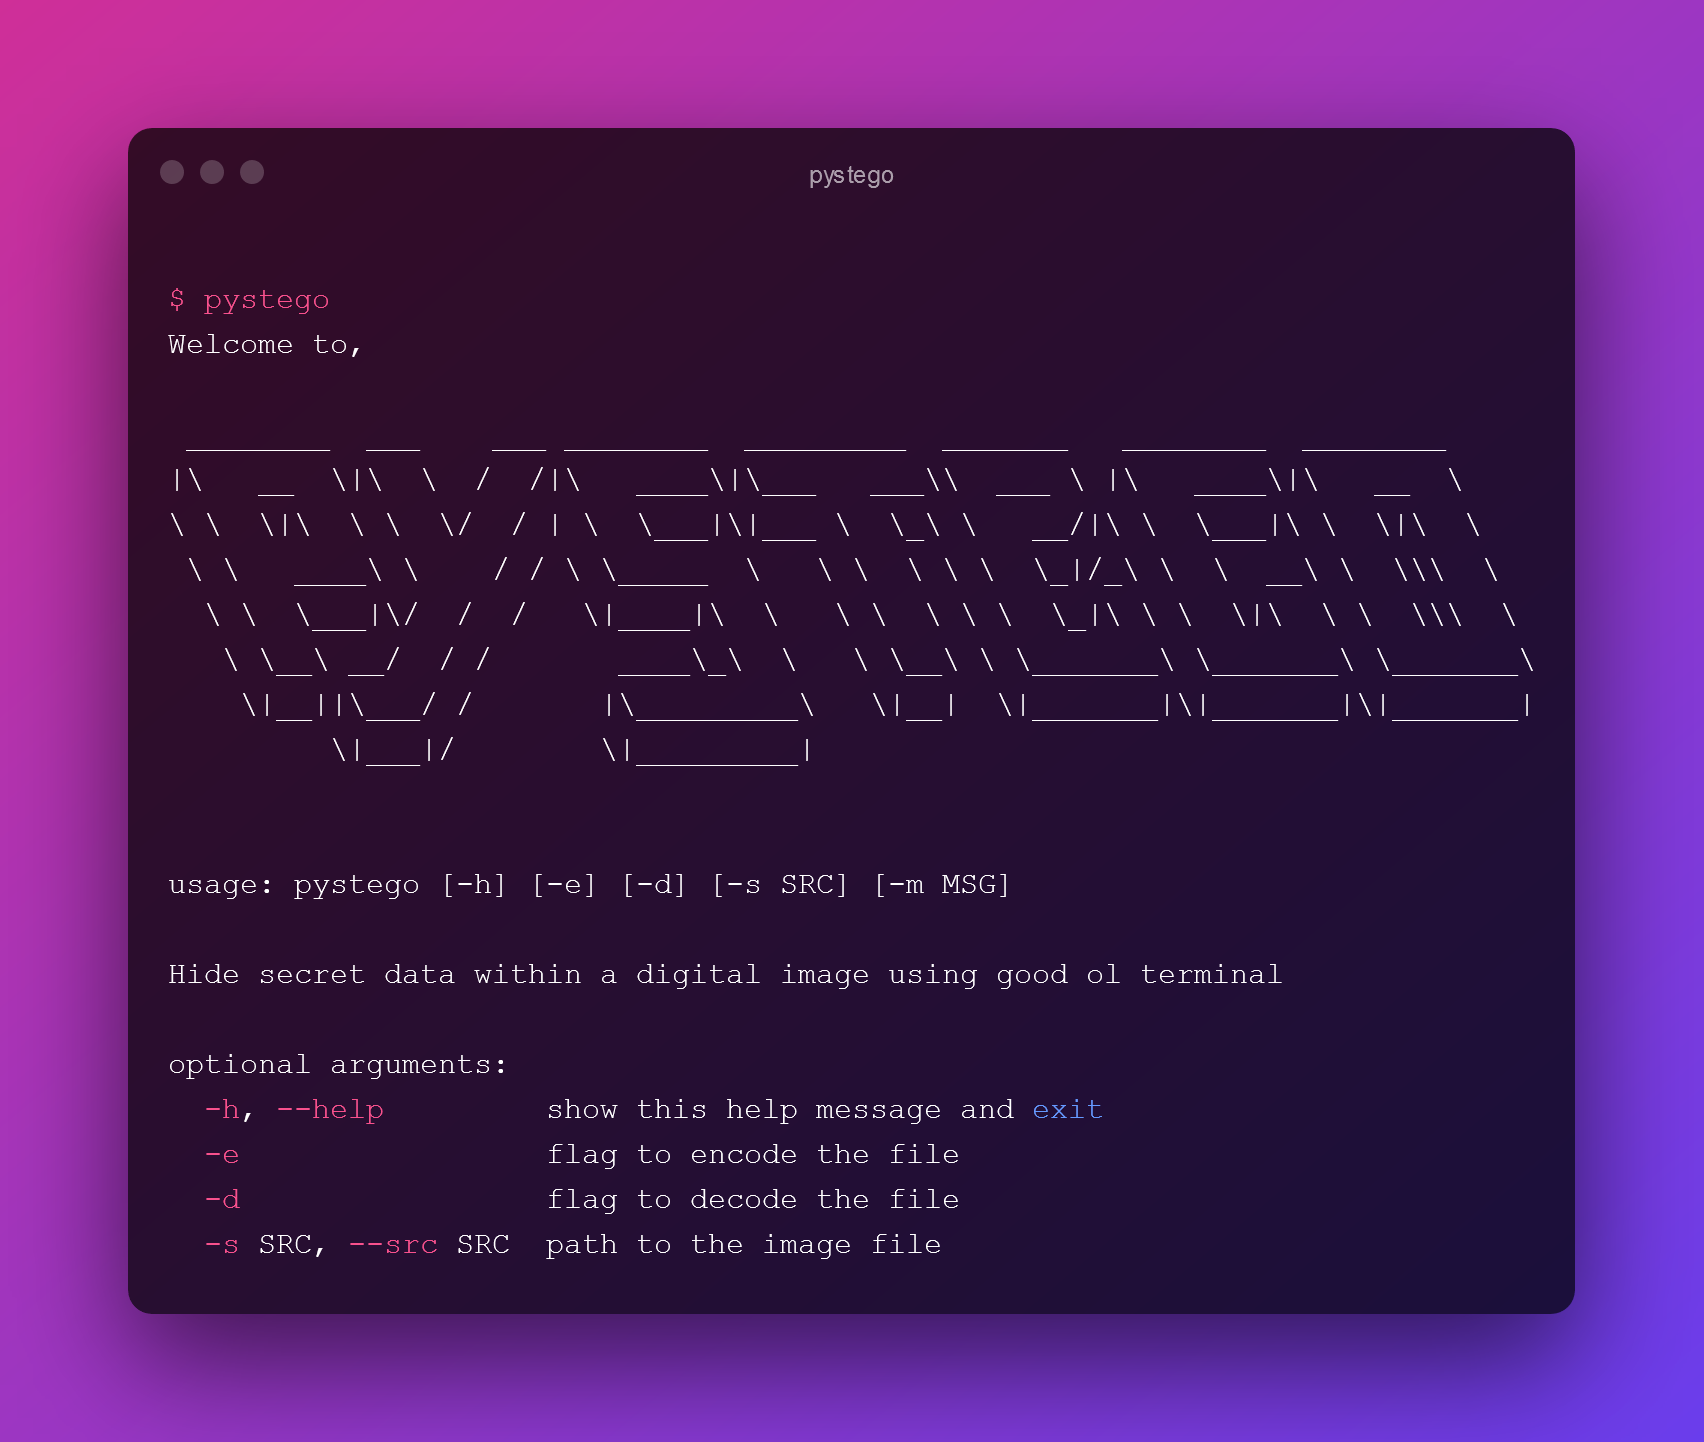 pystego
$ pystego
Welcome to,
 ________  ___    ___ ________  _________  _______   ________  ________
|\   __  \|\  \  /  /|\   ____\|\___   ___\\  ___ \ |\   ____\|\   __  \
\ \  \|\  \ \  \/  / | \  \___|\|___ \  \_\ \   __/|\ \  \___|\ \  \|\  \
 \ \   ____\ \    / / \ \_____  \   \ \  \ \ \  \_|/_\ \  \  __\ \  \\\  \
  \ \  \___|\/  /  /   \|____|\  \   \ \  \ \ \  \_|\ \ \  \|\  \ \  \\\  \
   \ \__\ __/  / /       ____\_\  \   \ \__\ \ \_______\ \_______\ \_______\
    \|__||\___/ /       |\_________\   \|__|  \|_______|\|_______|\|_______|
         \|___|/        \|_________|
usage: pystego [-h] [-e] [-d] [-s SRC] [-m MSG]
Hide secret data within a digital image using good ol terminal
optional arguments:
  -h, --help         show this help message and exit
  -e                 flag to encode the file
  -d                 flag to decode the file
  -s SRC, --src SRC  path to the image file